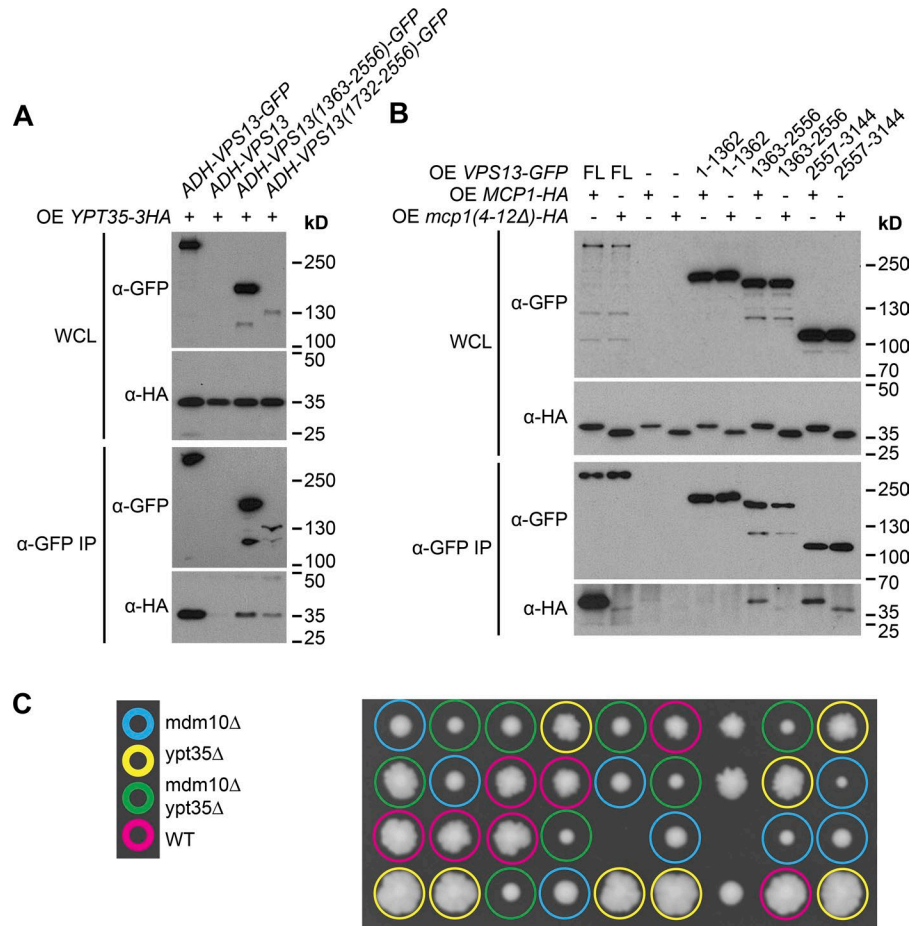 A
ADH-VPS13-GFP
ADH-VPS13
ADH-VPS13(1363-2556)-GFP
ADH-VPS13(1732-2556)-GFP
OE YPT35-3HA + + + +
kD
WCL
α-GFP
250
130
100
α-HA
50
35
25
α-GFP IP
α-GFP
250
130
100
α-HA
50
35
25
B
OE VPS13-GFP FL FL - - 1-1362 1-1362 1363-2556 1363-2556 2557-3144 2557-3144
OE MCP1-HA + - + - + - + - + -
OE mcp1(4-12Δ)-HA - + - + - + - + - +
kD
WCL
α-GFP
250
130
100
70
α-HA
50
35
25
α-GFP IP
α-GFP
250
130
100
70
α-HA
50
35
25
C
mdm10Δ
ypt35Δ
mdm10Δ
ypt35Δ
WT